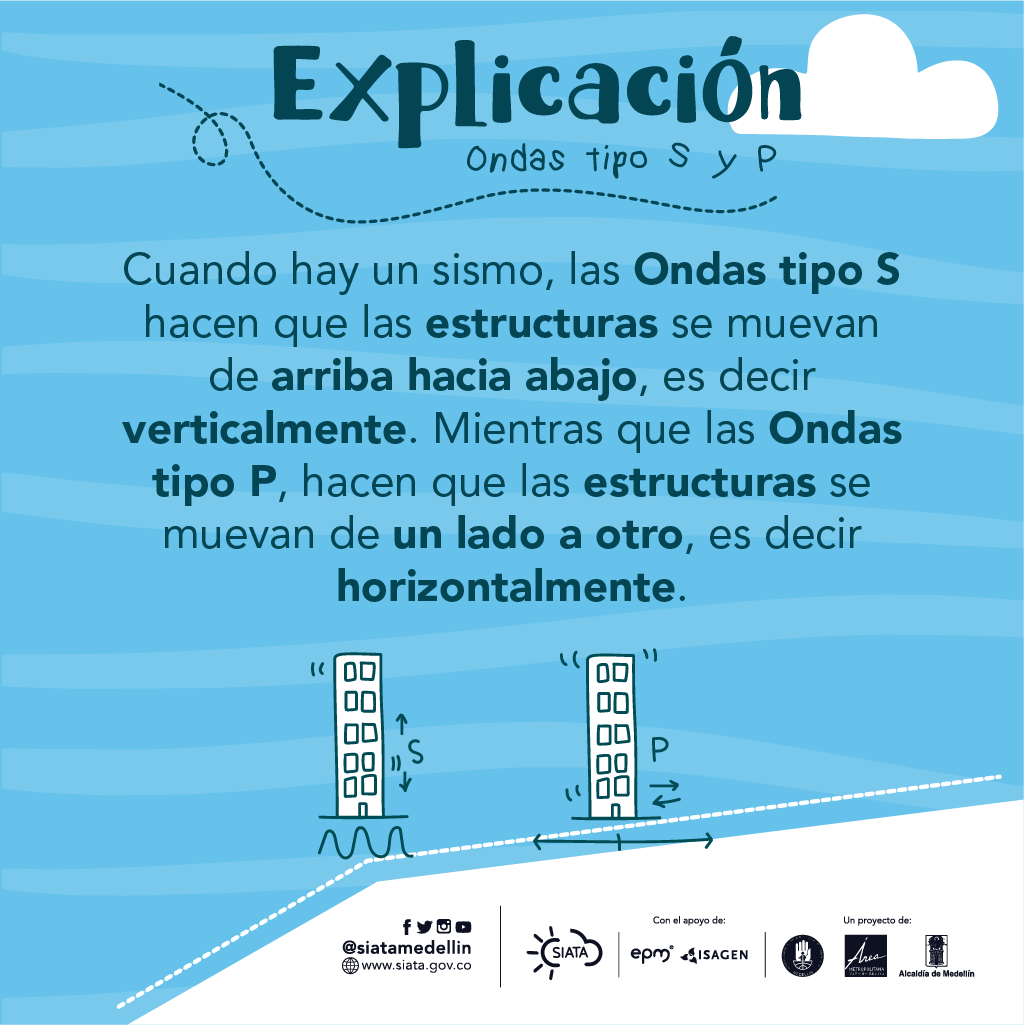 Explicación
Ondas tipo S y P
Cuando hay un sismo, las Ondas tipo S
hacen que las estructuras se muevan
de arriba hacia abajo, es decir
verticalmente. Mientras que las Ondas
tipo P, hacen que las estructuras se
muevan de un lado a otro, es decir
horizontalmente.
S
P
@siatamedellin
www.siata.gov.co
SIATA
Con el apoyo de:
epm
ISAGEN
Un proyecto de:
Área
METROPOLITANA
Alcaldía de Medellín